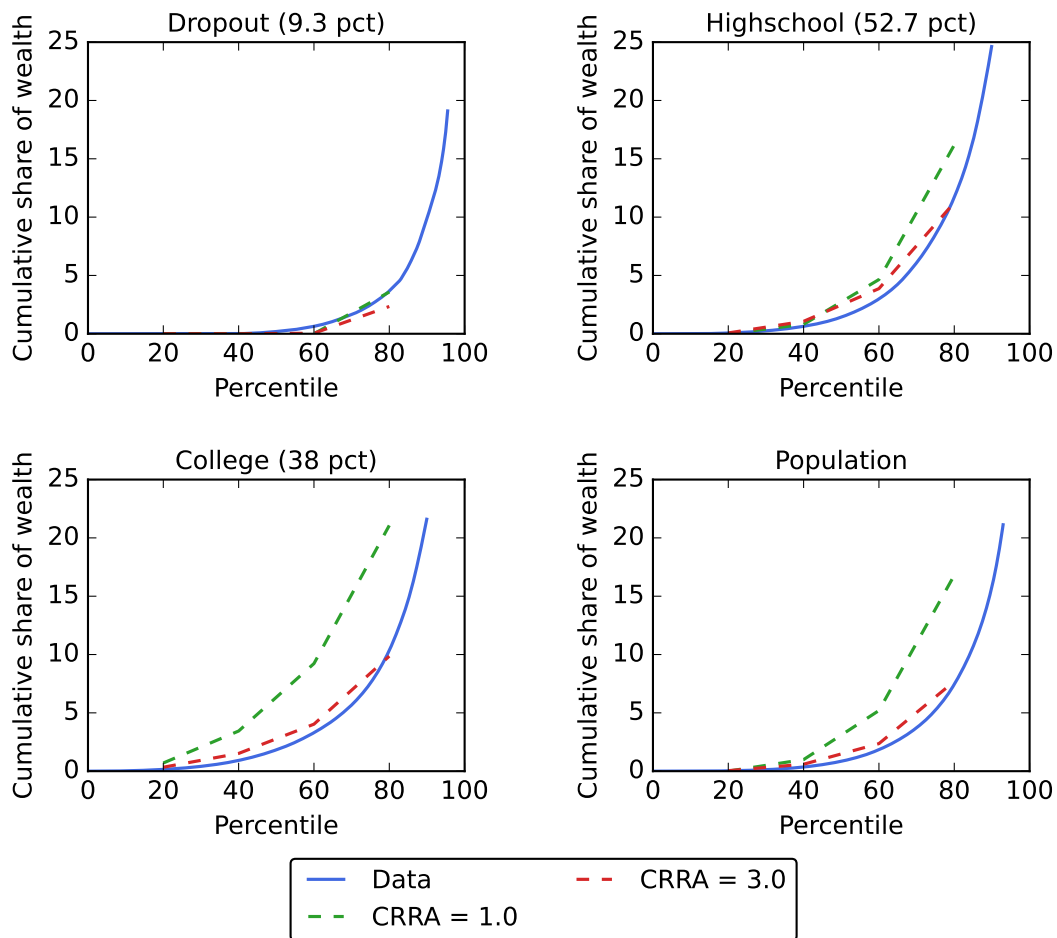 Dropout (9.3 pct)
Cumulative share of wealth
25
20
15
10
5
0
0 20 40 60 80 100
Percentile
Highschool (52.7 pct)
Cumulative share of wealth
25
20
15
10
5
0
0 20 40 60 80 100
Percentile
College (38 pct)
Cumulative share of wealth
25
20
15
10
5
0
0 20 40 60 80 100
Percentile
Population
Cumulative share of wealth
25
20
15
10
5
0
0 20 40 60 80 100
Percentile
Data
CRRA = 1.0
CRRA = 3.0